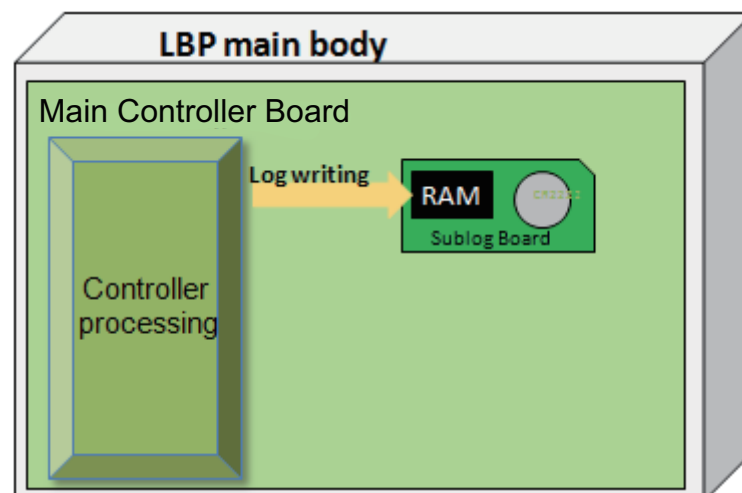 LBP main body
Main Controller Board
Log writing
RAM
Sublog Board
Controller
processing